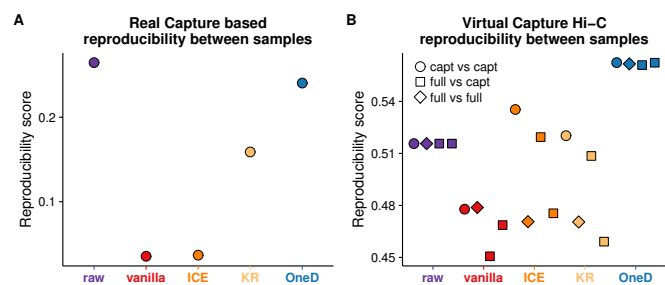 A
Real Capture based
reproducibility between samples
Reproducibility score
0.2
0.1
raw vanilla ICE KR OneD
B
Virtual Capture Hi−C
reproducibility between samples
capt vs capt
full vs capt
full vs full
Reproducibility score
0.54
0.51
0.48
0.45
raw vanilla ICE KR OneD